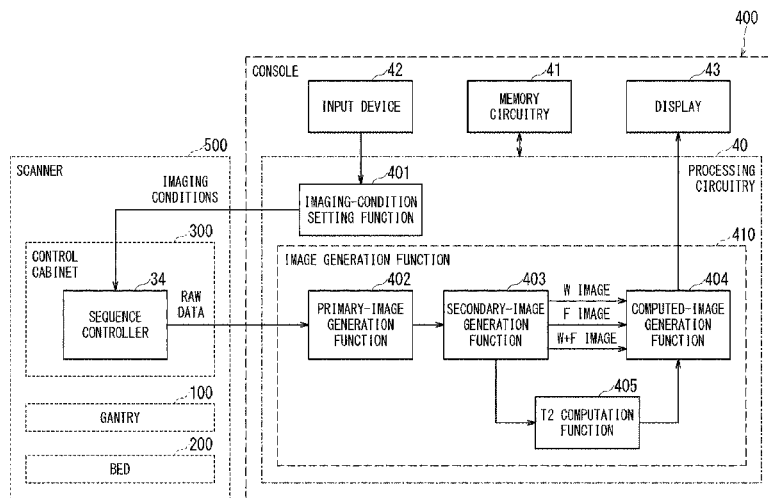 400
CONSOLE
42
INPUT DEVICE
41
MEMORY
CIRCUITRY
43
DISPLAY
500
SCANNER
IMAGING
CONDITIONS
401
IMAGING-CONDITION
SETTING FUNCTION
40
PROCESSING
CIRCUITRY
300
CONTROL
CABINET
34
SEQUENCE
CONTROLLER
RAW
DATA
410
IMAGE GENERATION FUNCTION
402
PRIMARY-IMAGE
GENERATION
FUNCTION
403
SECONDARY-IMAGE
GENERATION
FUNCTION
W IMAGE
F IMAGE
W+F IMAGE
404
COMPUTED-IMAGE
GENERATION
FUNCTION
405
T2 COMPUTATION
FUNCTION
100
GANTRY
200
BED